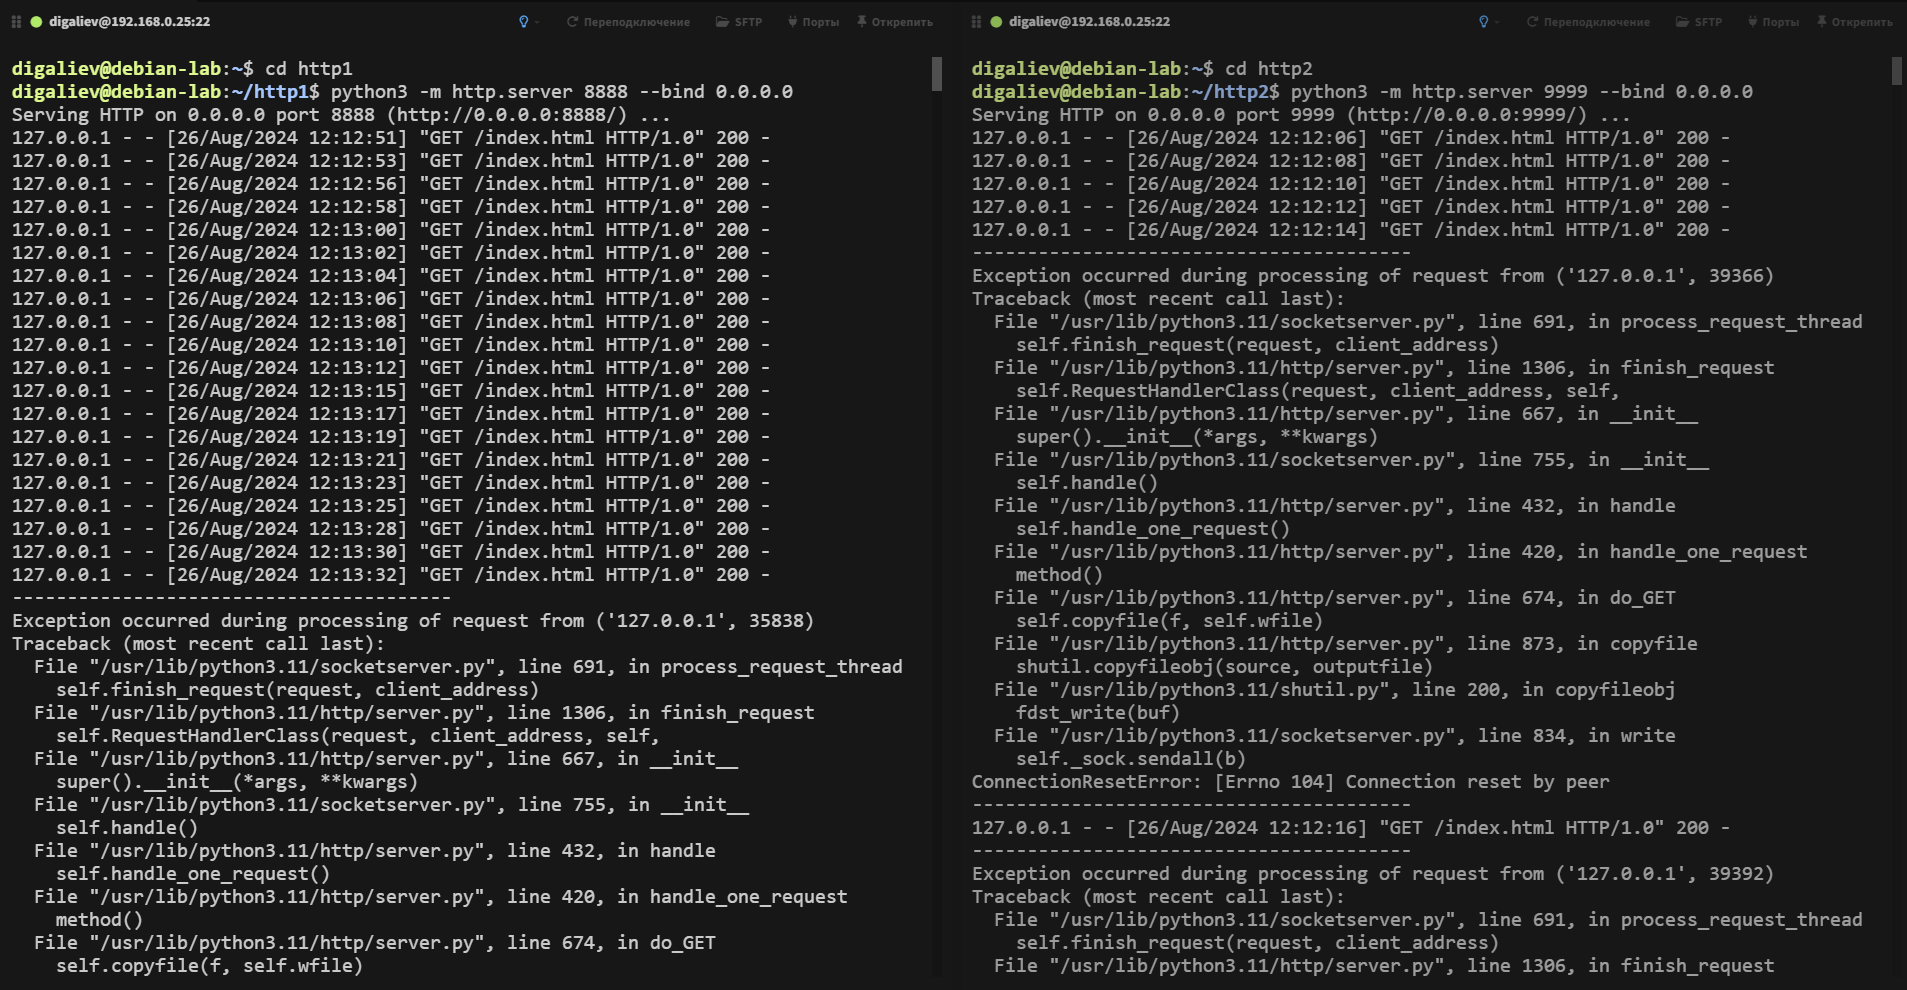 digaliev@192.168.0.25:22
Переподключение
SFTP
Порты
Открепить
digaliev@debian-lab:~$ cd http1
digaliev@debian-lab:~/http1$ python3 -m http.server 8888 --bind 0.0.0.0
Serving HTTP on 0.0.0.0 port 8888 (http://0.0.0.0:8888/) ...
127.0.0.1 - - [26/Aug/2024 12:12:51] "GET /index.html HTTP/1.0" 200 -
127.0.0.1 - - [26/Aug/2024 12:12:53] "GET /index.html HTTP/1.0" 200 -
127.0.0.1 - - [26/Aug/2024 12:12:56] "GET /index.html HTTP/1.0" 200 -
127.0.0.1 - - [26/Aug/2024 12:12:58] "GET /index.html HTTP/1.0" 200 -
127.0.0.1 - - [26/Aug/2024 12:13:00] "GET /index.html HTTP/1.0" 200 -
127.0.0.1 - - [26/Aug/2024 12:13:02] "GET /index.html HTTP/1.0" 200 -
127.0.0.1 - - [26/Aug/2024 12:13:04] "GET /index.html HTTP/1.0" 200 -
127.0.0.1 - - [26/Aug/2024 12:13:06] "GET /index.html HTTP/1.0" 200 -
127.0.0.1 - - [26/Aug/2024 12:13:08] "GET /index.html HTTP/1.0" 200 -
127.0.0.1 - - [26/Aug/2024 12:13:10] "GET /index.html HTTP/1.0" 200 -
127.0.0.1 - - [26/Aug/2024 12:13:12] "GET /index.html HTTP/1.0" 200 -
127.0.0.1 - - [26/Aug/2024 12:13:15] "GET /index.html HTTP/1.0" 200 -
127.0.0.1 - - [26/Aug/2024 12:13:17] "GET /index.html HTTP/1.0" 200 -
127.0.0.1 - - [26/Aug/2024 12:13:19] "GET /index.html HTTP/1.0" 200 -
127.0.0.1 - - [26/Aug/2024 12:13:21] "GET /index.html HTTP/1.0" 200 -
127.0.0.1 - - [26/Aug/2024 12:13:23] "GET /index.html HTTP/1.0" 200 -
127.0.0.1 - - [26/Aug/2024 12:13:25] "GET /index.html HTTP/1.0" 200 -
127.0.0.1 - - [26/Aug/2024 12:13:28] "GET /index.html HTTP/1.0" 200 -
127.0.0.1 - - [26/Aug/2024 12:13:30] "GET /index.html HTTP/1.0" 200 -
127.0.0.1 - - [26/Aug/2024 12:13:32] "GET /index.html HTTP/1.0" 200 -
----------------------------------------
Exception occurred during processing of request from ('127.0.0.1', 35838)
Traceback (most recent call last):
  File "/usr/lib/python3.11/socketserver.py", line 691, in process_request_thread
    self.finish_request(request, client_address)
  File "/usr/lib/python3.11/http/server.py", line 1306, in finish_request
    self.RequestHandlerClass(request, client_address, self,
  File "/usr/lib/python3.11/http/server.py", line 667, in __init__
    super().__init__(*args, **kwargs)
  File "/usr/lib/python3.11/socketserver.py", line 755, in __init__
    self.handle()
  File "/usr/lib/python3.11/http/server.py", line 432, in handle
    self.handle_one_request()
  File "/usr/lib/python3.11/http/server.py", line 420, in handle_one_request
    method()
  File "/usr/lib/python3.11/http/server.py", line 674, in do_GET
    self.copyfile(f, self.wfile)
digaliev@192.168.0.25:22
Переподключение
SFTP
Порты
Открепить
digaliev@debian-lab:~$ cd http2
digaliev@debian-lab:~/http2$ python3 -m http.server 9999 --bind 0.0.0.0
Serving HTTP on 0.0.0.0 port 9999 (http://0.0.0.0:9999/) ...
127.0.0.1 - - [26/Aug/2024 12:12:06] "GET /index.html HTTP/1.0" 200 -
127.0.0.1 - - [26/Aug/2024 12:12:08] "GET /index.html HTTP/1.0" 200 -
127.0.0.1 - - [26/Aug/2024 12:12:10] "GET /index.html HTTP/1.0" 200 -
127.0.0.1 - - [26/Aug/2024 12:12:12] "GET /index.html HTTP/1.0" 200 -
127.0.0.1 - - [26/Aug/2024 12:12:14] "GET /index.html HTTP/1.0" 200 -
----------------------------------------
Exception occurred during processing of request from ('127.0.0.1', 39366)
Traceback (most recent call last):
  File "/usr/lib/python3.11/socketserver.py", line 691, in process_request_thread
    self.finish_request(request, client_address)
  File "/usr/lib/python3.11/http/server.py", line 1306, in finish_request
    self.RequestHandlerClass(request, client_address, self,
  File "/usr/lib/python3.11/http/server.py", line 667, in __init__
    super().__init__(*args, **kwargs)
  File "/usr/lib/python3.11/socketserver.py", line 755, in __init__
    self.handle()
  File "/usr/lib/python3.11/http/server.py", line 432, in handle
    self.handle_one_request()
  File "/usr/lib/python3.11/http/server.py", line 420, in handle_one_request
    method()
  File "/usr/lib/python3.11/http/server.py", line 674, in do_GET
    self.copyfile(f, self.wfile)
  File "/usr/lib/python3.11/http/server.py", line 873, in copyfile
    shutil.copyfileobj(source, outputfile)
  File "/usr/lib/python3.11/shutil.py", line 200, in copyfileobj
    fdst_write(buf)
  File "/usr/lib/python3.11/socketserver.py", line 834, in write
    self._sock.sendall(b)
ConnectionResetError: [Errno 104] Connection reset by peer
----------------------------------------
127.0.0.1 - - [26/Aug/2024 12:12:16] "GET /index.html HTTP/1.0" 200 -
----------------------------------------
Exception occurred during processing of request from ('127.0.0.1', 39392)
Traceback (most recent call last):
  File "/usr/lib/python3.11/socketserver.py", line 691, in process_request_thread
    self.finish_request(request, client_address)
  File "/usr/lib/python3.11/http/server.py", line 1306, in finish_request